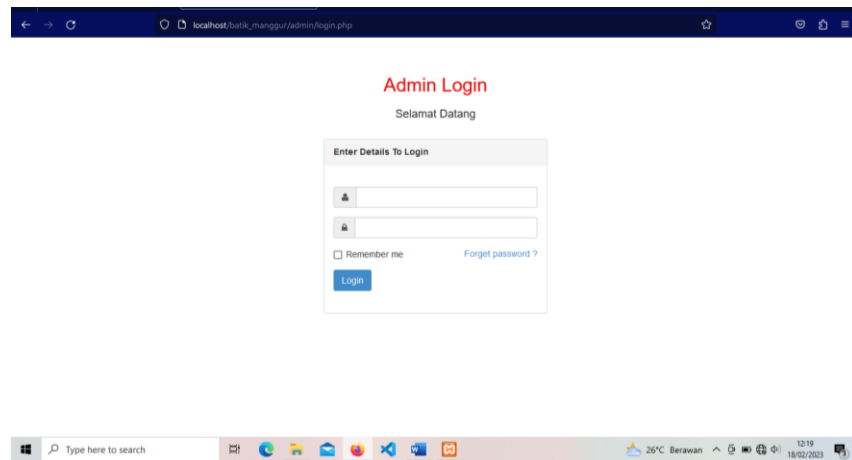 localhost/batik_manggur/admin/login.php
Admin Login
Selamat Datang
Enter Details To Login
Remember me
Forget password ?
Login
Type here to search
26°C Berawan
12:19
18/02/2023